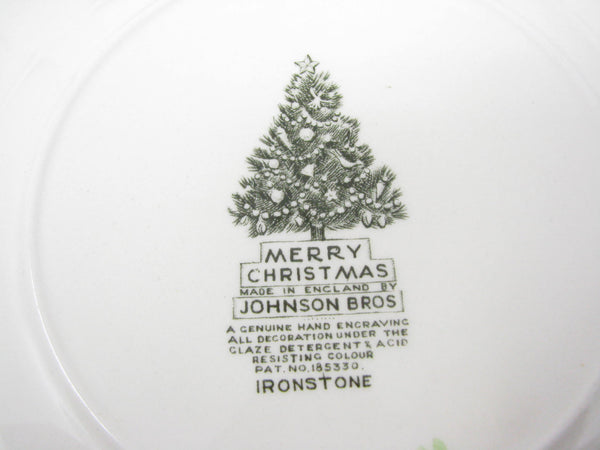 MERRY
CHRISTMAS
MADE IN ENGLAND BY
JOHNSON BROS
A GENUINE HAND ENGRAVING
ALL DECORATION UNDER THE
GLAZE DETERGENT & ACID
RESISTING COLOUR
PAT. NO. 185330.
IRONSTONE